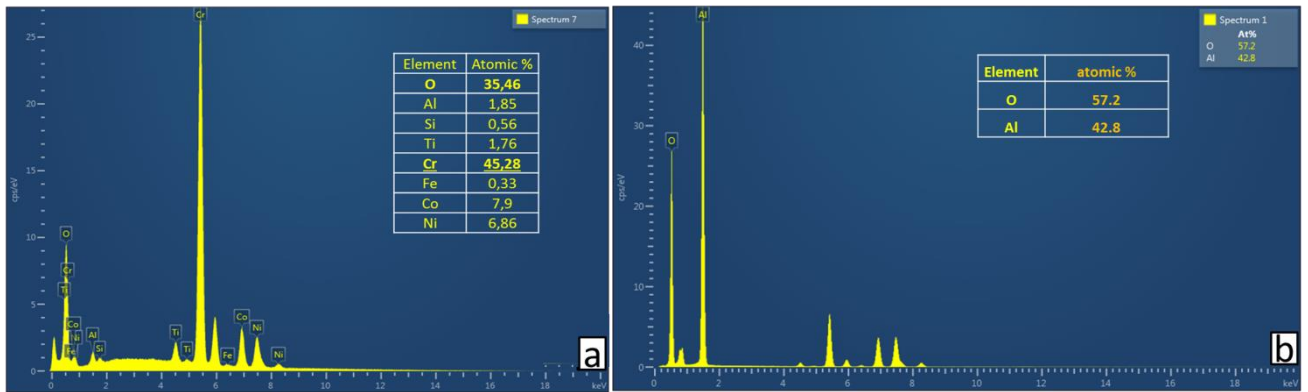 Spectrum 7
Element Atomic %
O 35,46
Al 1,85
Si 0,56
Ti 1,76
Cr 45,28
Fe 0,33
Co 7,9
Ni 6,86
cps/eV
25
20
15
10
5
0
Cr
O
Cr
Ti
Co
Ni
Fe
Al
Si
Ti
Ti
Fe
Co
Ni
Ni
0 2 4 6 8 10 12 14 16 18 keV
a
Spectrum 1
At%
O 57.2
Al 42.8
Element atomic %
O 57.2
Al 42.8
cps/eV
40
30
20
10
0
Al
O
0 2 4 6 8 10 12 14 16 18 keV
b